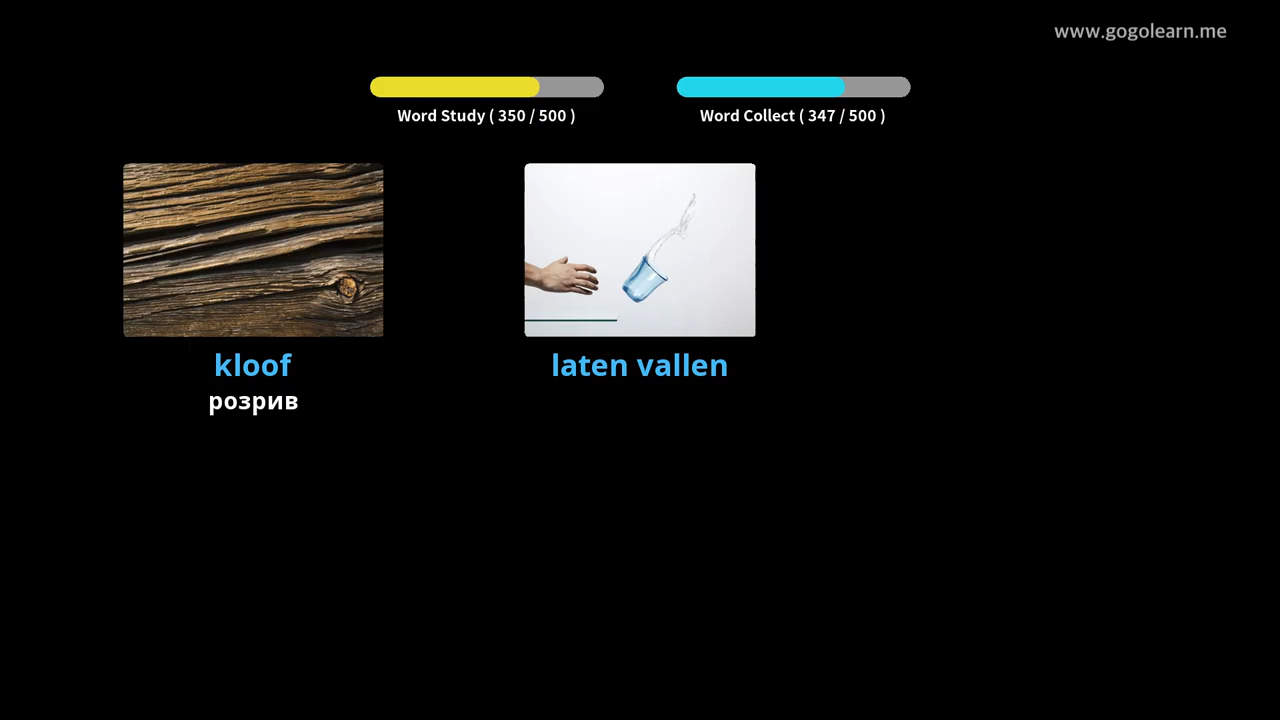 www.gogolearn.me
Word Study ( 350 / 500 )
Word Collect ( 347 / 500 )
kloof
розрив
laten vallen